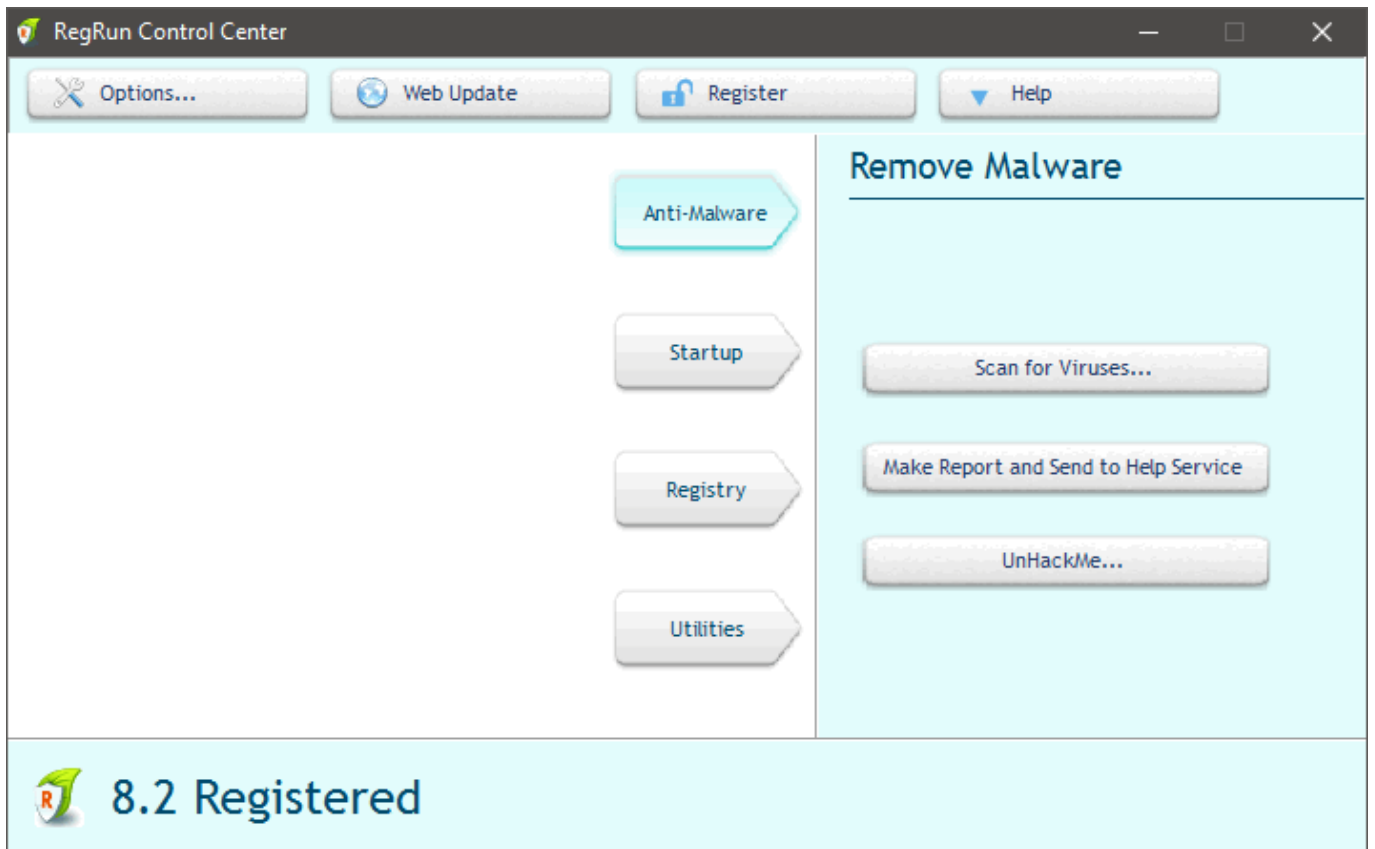 RegRun Control Center
Options...
Web Update
Register
Help
Remove Malware
Anti-Malware
Startup
Scan for Viruses...
Make Report and Send to Help Service
Registry
UnHackMe...
Utilities
R
8.2 Registered